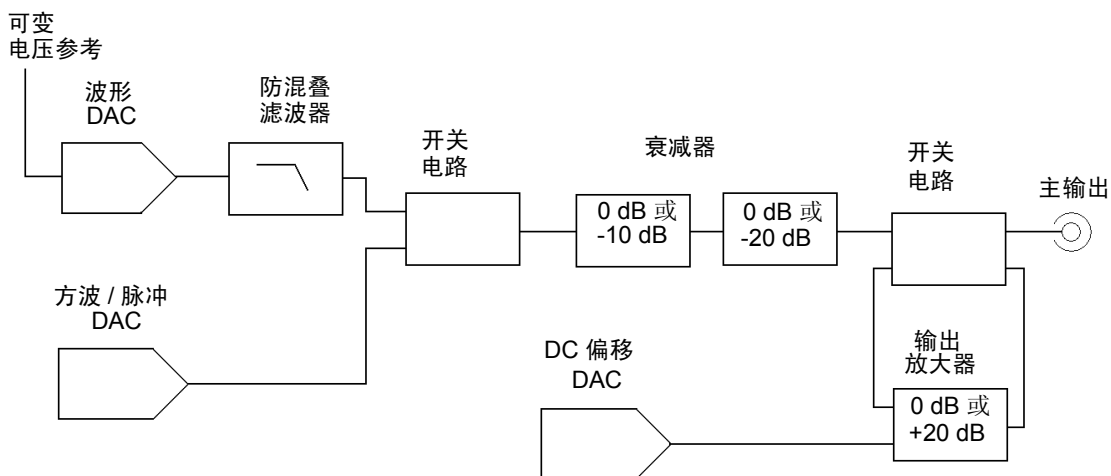 可变
电压参考
波形
DAC
防混叠
滤波器
开关
电路
衰减器
开关
电路
主输出
0 dB 或
-10 dB
0 dB 或
-20 dB
方波 / 脉冲
DAC
DC 偏移
DAC
输出
放大器
0 dB 或
+20 dB